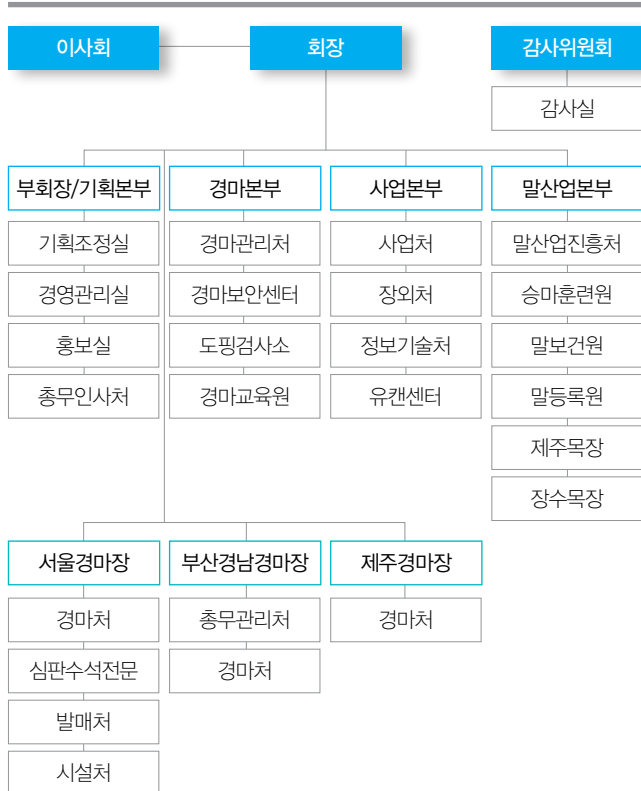 이사회
회장
감사위원회
감사실
부회장/기획본부
경마본부
사업본부
말산업본부
기획조정실
경마관리처
사업처
말산업진흥처
경영관리실
경마보안센터
장외처
승마훈련원
홍보실
도핑검사소
정보기술처
말보건원
총무인사처
경마교육원
유캔센터
말등록원
제주목장
장수목장
서울경마장
부산경남경마장
제주경마장
경마처
총무관리처
경마처
심판수석전문
경마처
발매처
시설처